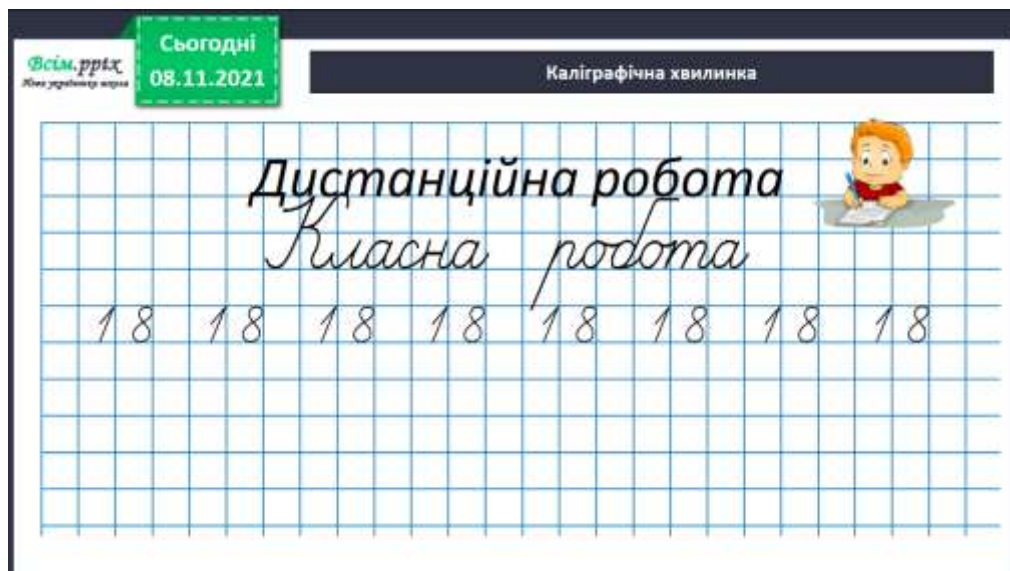 Всім.pptx
Нова українська школа
Сьогодні
08.11.2021
Каліграфічна хвилинка
Дистанційна робота
Класна робота
18 18 18 18 18 18 18 18